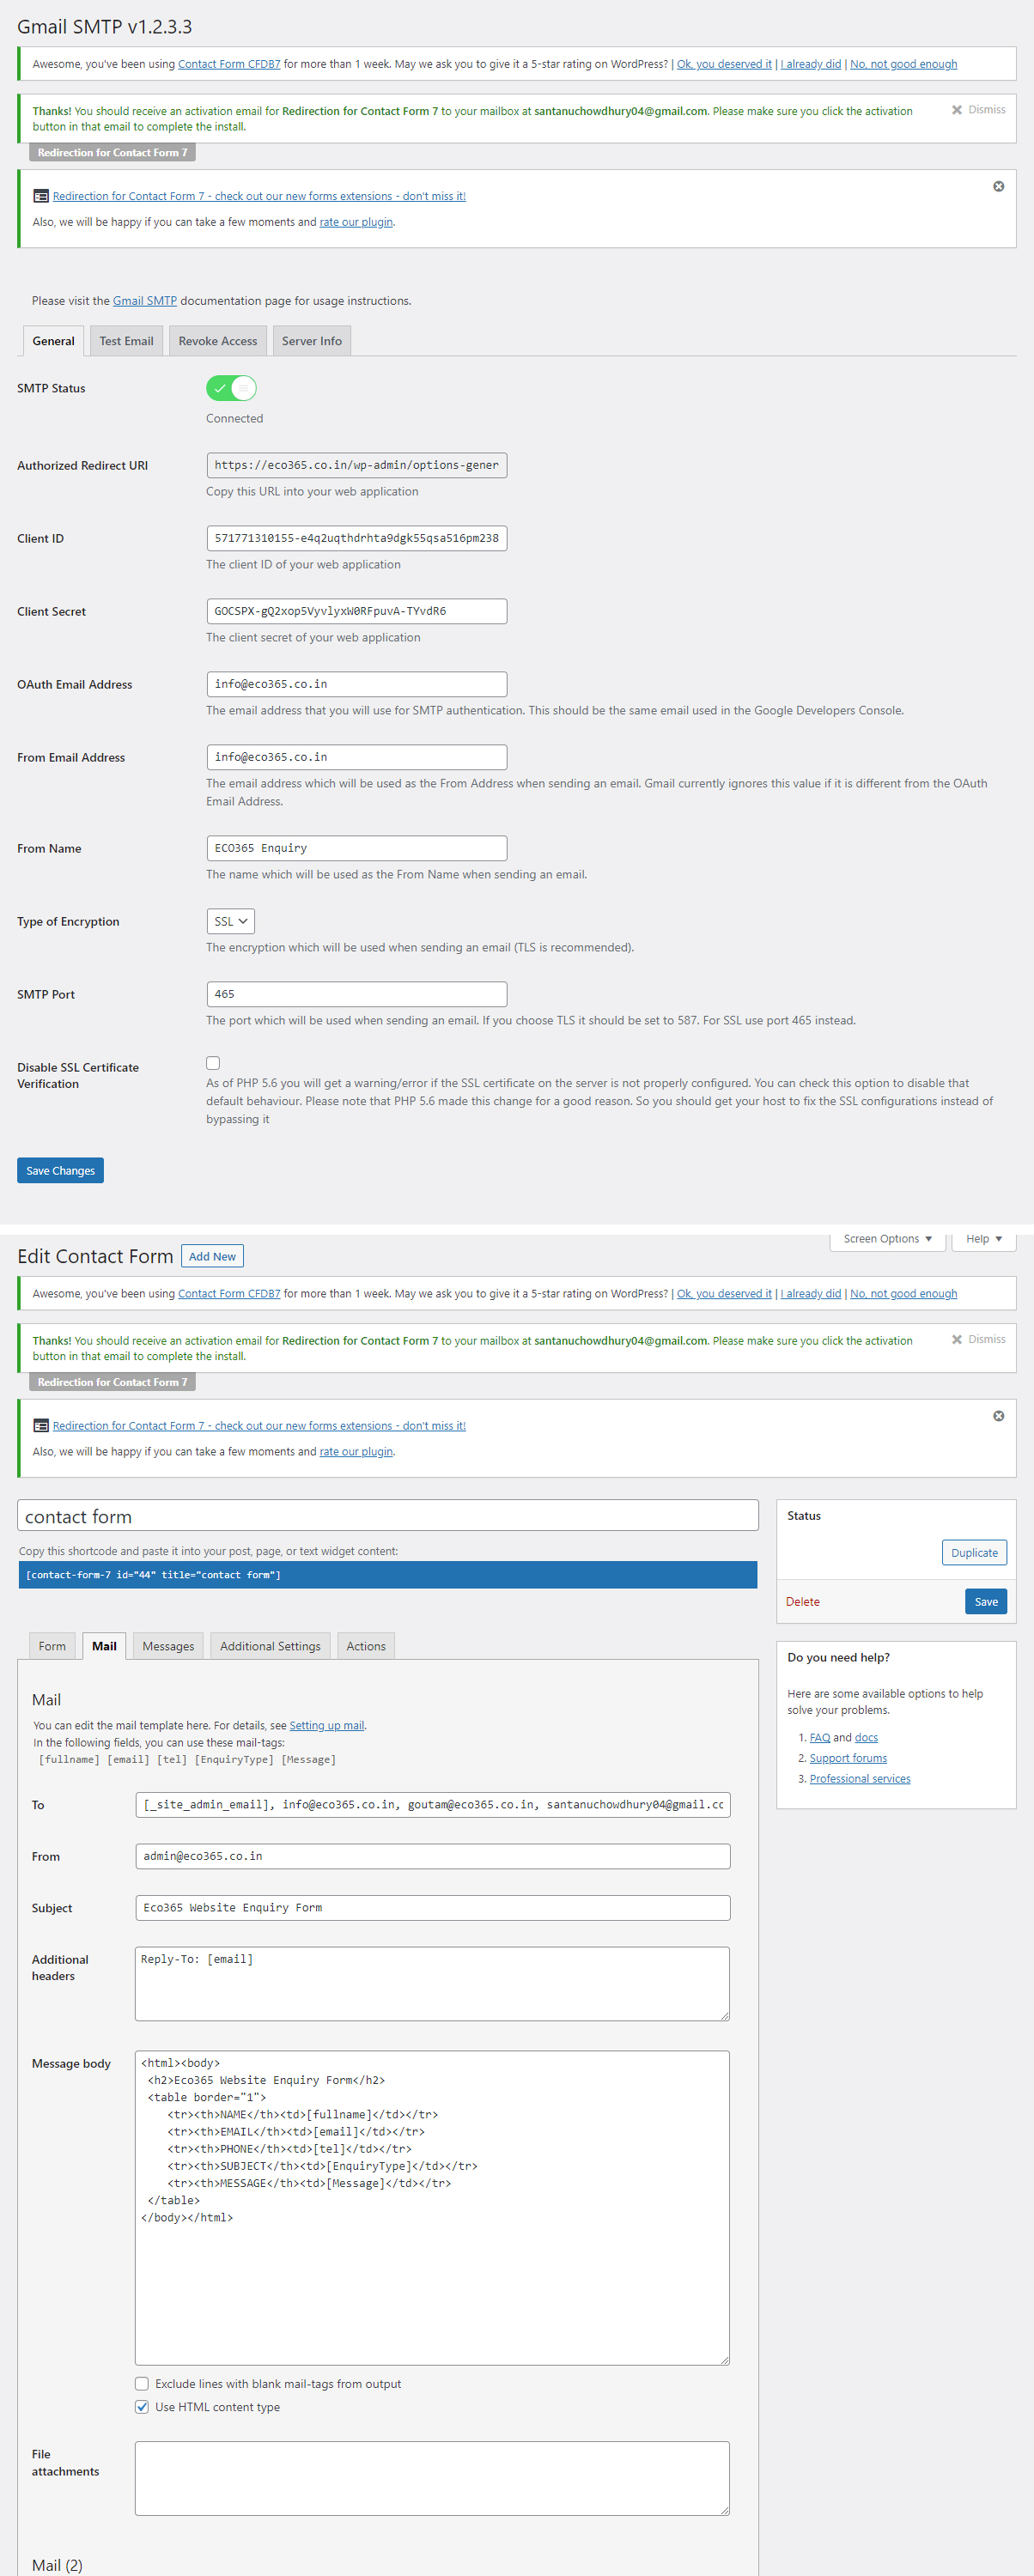 Gmail SMTP v1.2.3.3
Awesome, you've been using Contact Form CFDB7 for more than 1 week. May we ask you to give it a 5-star rating on WordPress? | Ok, you deserved it | I already did | No, not good enough
Thanks! You should receive an activation email for Redirection for Contact Form 7 to your mailbox at santanuchowdhury04@gmail.com. Please make sure you click the activation
button in that email to complete the install.
Dismiss
Redirection for Contact Form 7
Redirection for Contact Form 7 - check out our new forms extensions - don't miss it!
Also, we will be happy if you can take a few moments and rate our plugin.
Please visit the Gmail SMTP documentation page for usage instructions.
General Test Email Revoke Access Server Info
SMTP Status
Connected
Authorized Redirect URI https://eco365.co.in/wp-admin/options-gener
Copy this URL into your web application
Client ID 571771310155-e4q2uqthdrhta9dgk55qsa516pm238
The client ID of your web application
Client Secret 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
The client secret of your web application
OAuth Email Address info@eco365.co.in
The email address that you will use for SMTP authentication. This should be the same email used in the Google Developers Console.
From Email Address info@eco365.co.in
The email address which will be used as the From Address when sending an email. Gmail currently ignores this value if it is different from the OAuth
Email Address.
From Name ECO365 Enquiry
The name which will be used as the From Name when sending an email.
Type of Encryption SSL
The encryption which will be used when sending an email (TLS is recommended).
SMTP Port 465
The port which will be used when sending an email. If you choose TLS it should be set to 587. For SSL use port 465 instead.
Disable SSL Certificate
Verification
As of PHP 5.6 you will get a warning/error if the SSL certificate on the server is not properly configured. You can check this option to disable that
default behaviour. Please note that PHP 5.6 made this change for a good reason. So you should get your host to fix the SSL configurations instead of
bypassing it
Save Changes
Screen Options Help
Edit Contact Form Add New
Awesome, you've been using Contact Form CFDB7 for more than 1 week. May we ask you to give it a 5-star rating on WordPress? | Ok, you deserved it | I already did | No, not good enough
Thanks! You should receive an activation email for Redirection for Contact Form 7 to your mailbox at santanuchowdhury04@gmail.com. Please make sure you click the activation
button in that email to complete the install.
Dismiss
Redirection for Contact Form 7
Redirection for Contact Form 7 - check out our new forms extensions - don't miss it!
Also, we will be happy if you can take a few moments and rate our plugin.
contact form
Copy this shortcode and paste it into your post, page, or text widget content:
[contact-form-7 id="44" title="contact form"]
Status
Duplicate
Delete Save
Do you need help?
Here are some available options to help
solve your problems.
1. FAQ and docs
2. Support forums
3. Professional services
Form Mail Messages Additional Settings Actions
Mail
You can edit the mail template here. For details, see Setting up mail.
In the following fields, you can use these mail-tags:
[fullname] [email] [tel] [EnquiryType] [Message]
To [_site_admin_email], info@eco365.co.in, goutam@eco365.co.in, santanuchowdhury04@gmail.cc
From admin@eco365.co.in
Subject Eco365 Website Enquiry Form
Additional
headers
Reply-To: [email]
Message body
<html><body>
<h2>Eco365 Website Enquiry Form</h2>
<table border="1">
<tr><th>NAME</th><td>[fullname]</td></tr>
<tr><th>EMAIL</th><td>[email]</td></tr>
<tr><th>PHONE</th><td>[tel]</td></tr>
<tr><th>SUBJECT</th><td>[EnquiryType]</td></tr>
<tr><th>MESSAGE</th><td>[Message]</td></tr>
</table>
</body></html>
Exclude lines with blank mail-tags from output
Use HTML content type
File
attachments
Mail (2)